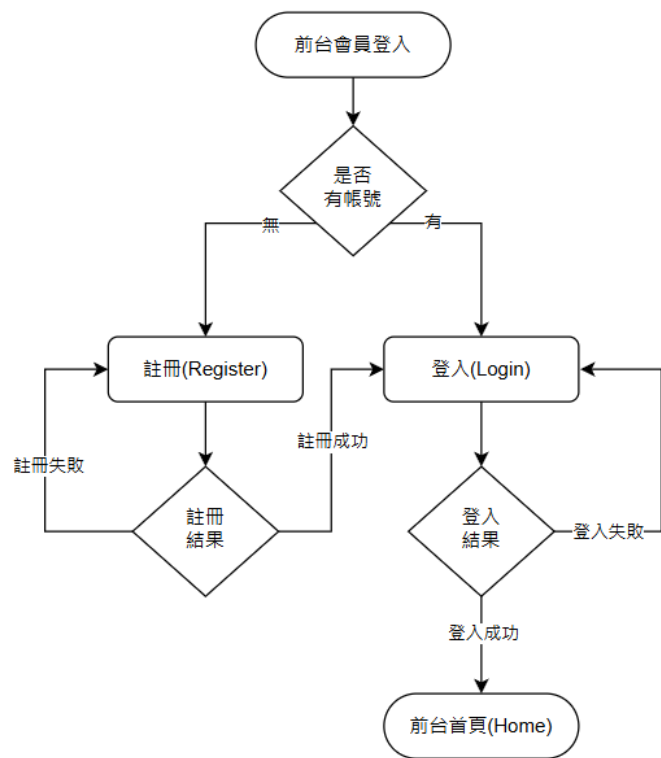 前台會員登入
是否
有帳號
無
有
註冊(Register)
登入(Login)
註冊成功
註冊失敗
註冊
結果
登入
結果
登入失敗
登入成功
前台首頁(Home)